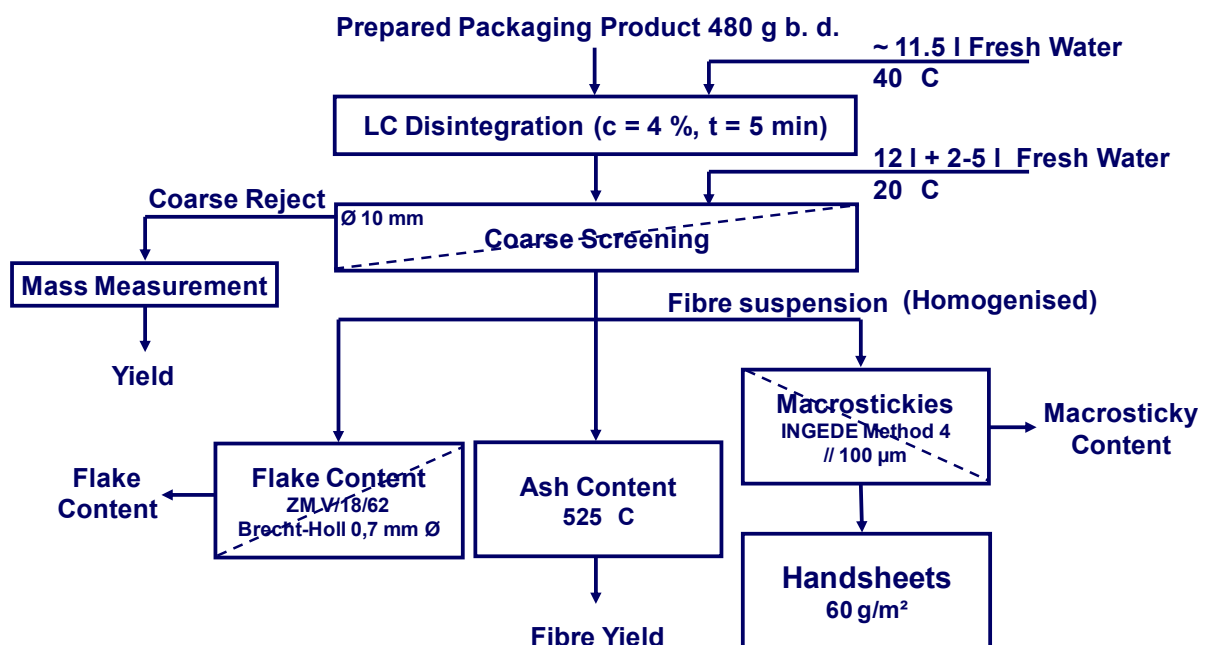 Prepared Packaging Product 480 g b. d.
~ 11.5 l Fresh Water
40 C
LC Disintegration (c = 4 %, t = 5 min)
12 l + 2-5 l Fresh Water
20 C
Coarse Reject
Ø 10 mm
Coarse Screening
Mass Measurement
Fibre suspension (Homogenised)
Yield
Macrostickies
INGEDE Method 4
// 100 µm
Macrosticky
Content
Flake
Content
Flake Content
ZM V/18/62
Brecht-Holl 0,7 mm Ø
Ash Content
525 C
Handsheets
60 g/m²
Fibre Yield